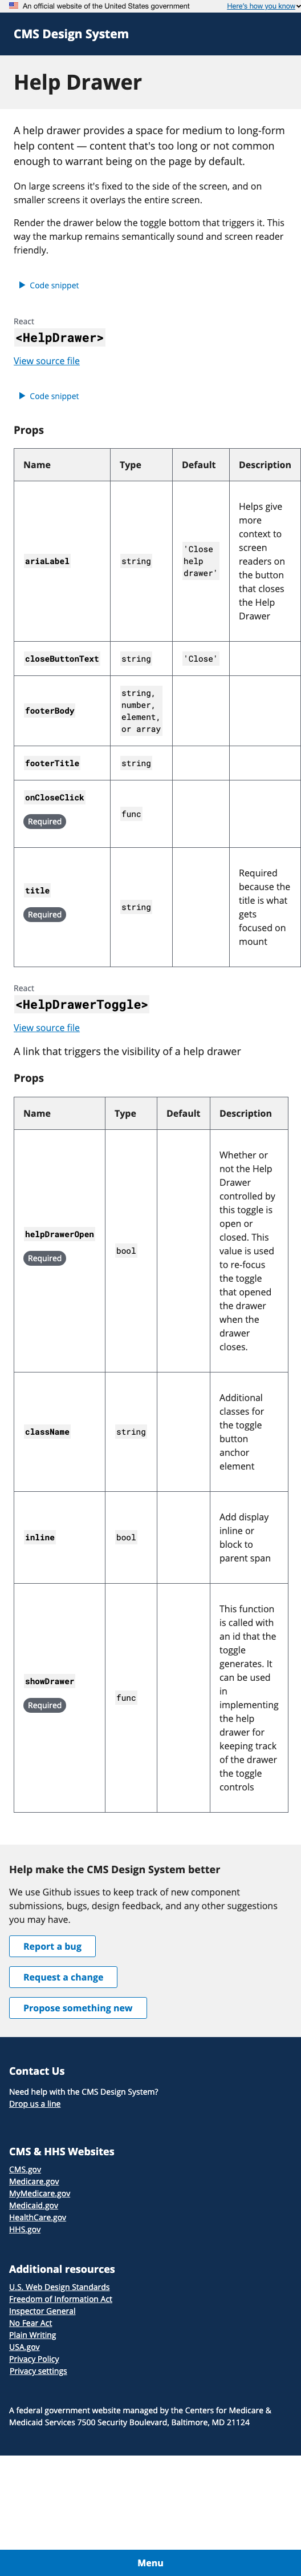 An official website of the United States government
Here's how you know
CMS Design System
Help Drawer
A help drawer provides a space for medium to long-form
help content — content that's too long or not common
enough to warrant being on the page by default.
On large screens it's fixed to the side of the screen, and on
smaller screens it overlays the entire screen.
Render the drawer below the toggle bottom that triggers it. This
way the markup remains semantically sound and screen reader
friendly.
Code snippet
React
<HelpDrawer>
View source file
Code snippet
Props
Name Type Default Description
ariaLabel string 'Close help drawer' Helps give more context to screen readers on the button that closes the Help Drawer
closeButtonText string 'Close'
footerBody string, number, element, or array
footerTitle string
onCloseClick Required func
title Required string Required because the title is what gets focused on mount
React
<HelpDrawerToggle>
View source file
A link that triggers the visibility of a help drawer
Props
Name Type Default Description
helpDrawerOpen Required bool Whether or not the Help Drawer controlled by this toggle is open or closed. This value is used to re-focus the toggle that opened the drawer when the drawer closes.
className string Additional classes for the toggle button anchor element
inline bool Add display inline or block to parent span
showDrawer Required func This function is called with an id that the toggle generates. It can be used in implementing the help drawer for keeping track of the drawer the toggle controls
Help make the CMS Design System better
We use Github issues to keep track of new component
submissions, bugs, design feedback, and any other suggestions
you may have.
Report a bug
Request a change
Propose something new
Contact Us
Need help with the CMS Design System?
Drop us a line
CMS & HHS Websites
CMS.gov
Medicare.gov
MyMedicare.gov
Medicaid.gov
HealthCare.gov
HHS.gov
Additional resources
U.S. Web Design Standards
Freedom of Information Act
Inspector General
No Fear Act
Plain Writing
USA.gov
Privacy Policy
Privacy settings
A federal government website managed by the Centers for Medicare &
Medicaid Services 7500 Security Boulevard, Baltimore, MD 21124
Menu